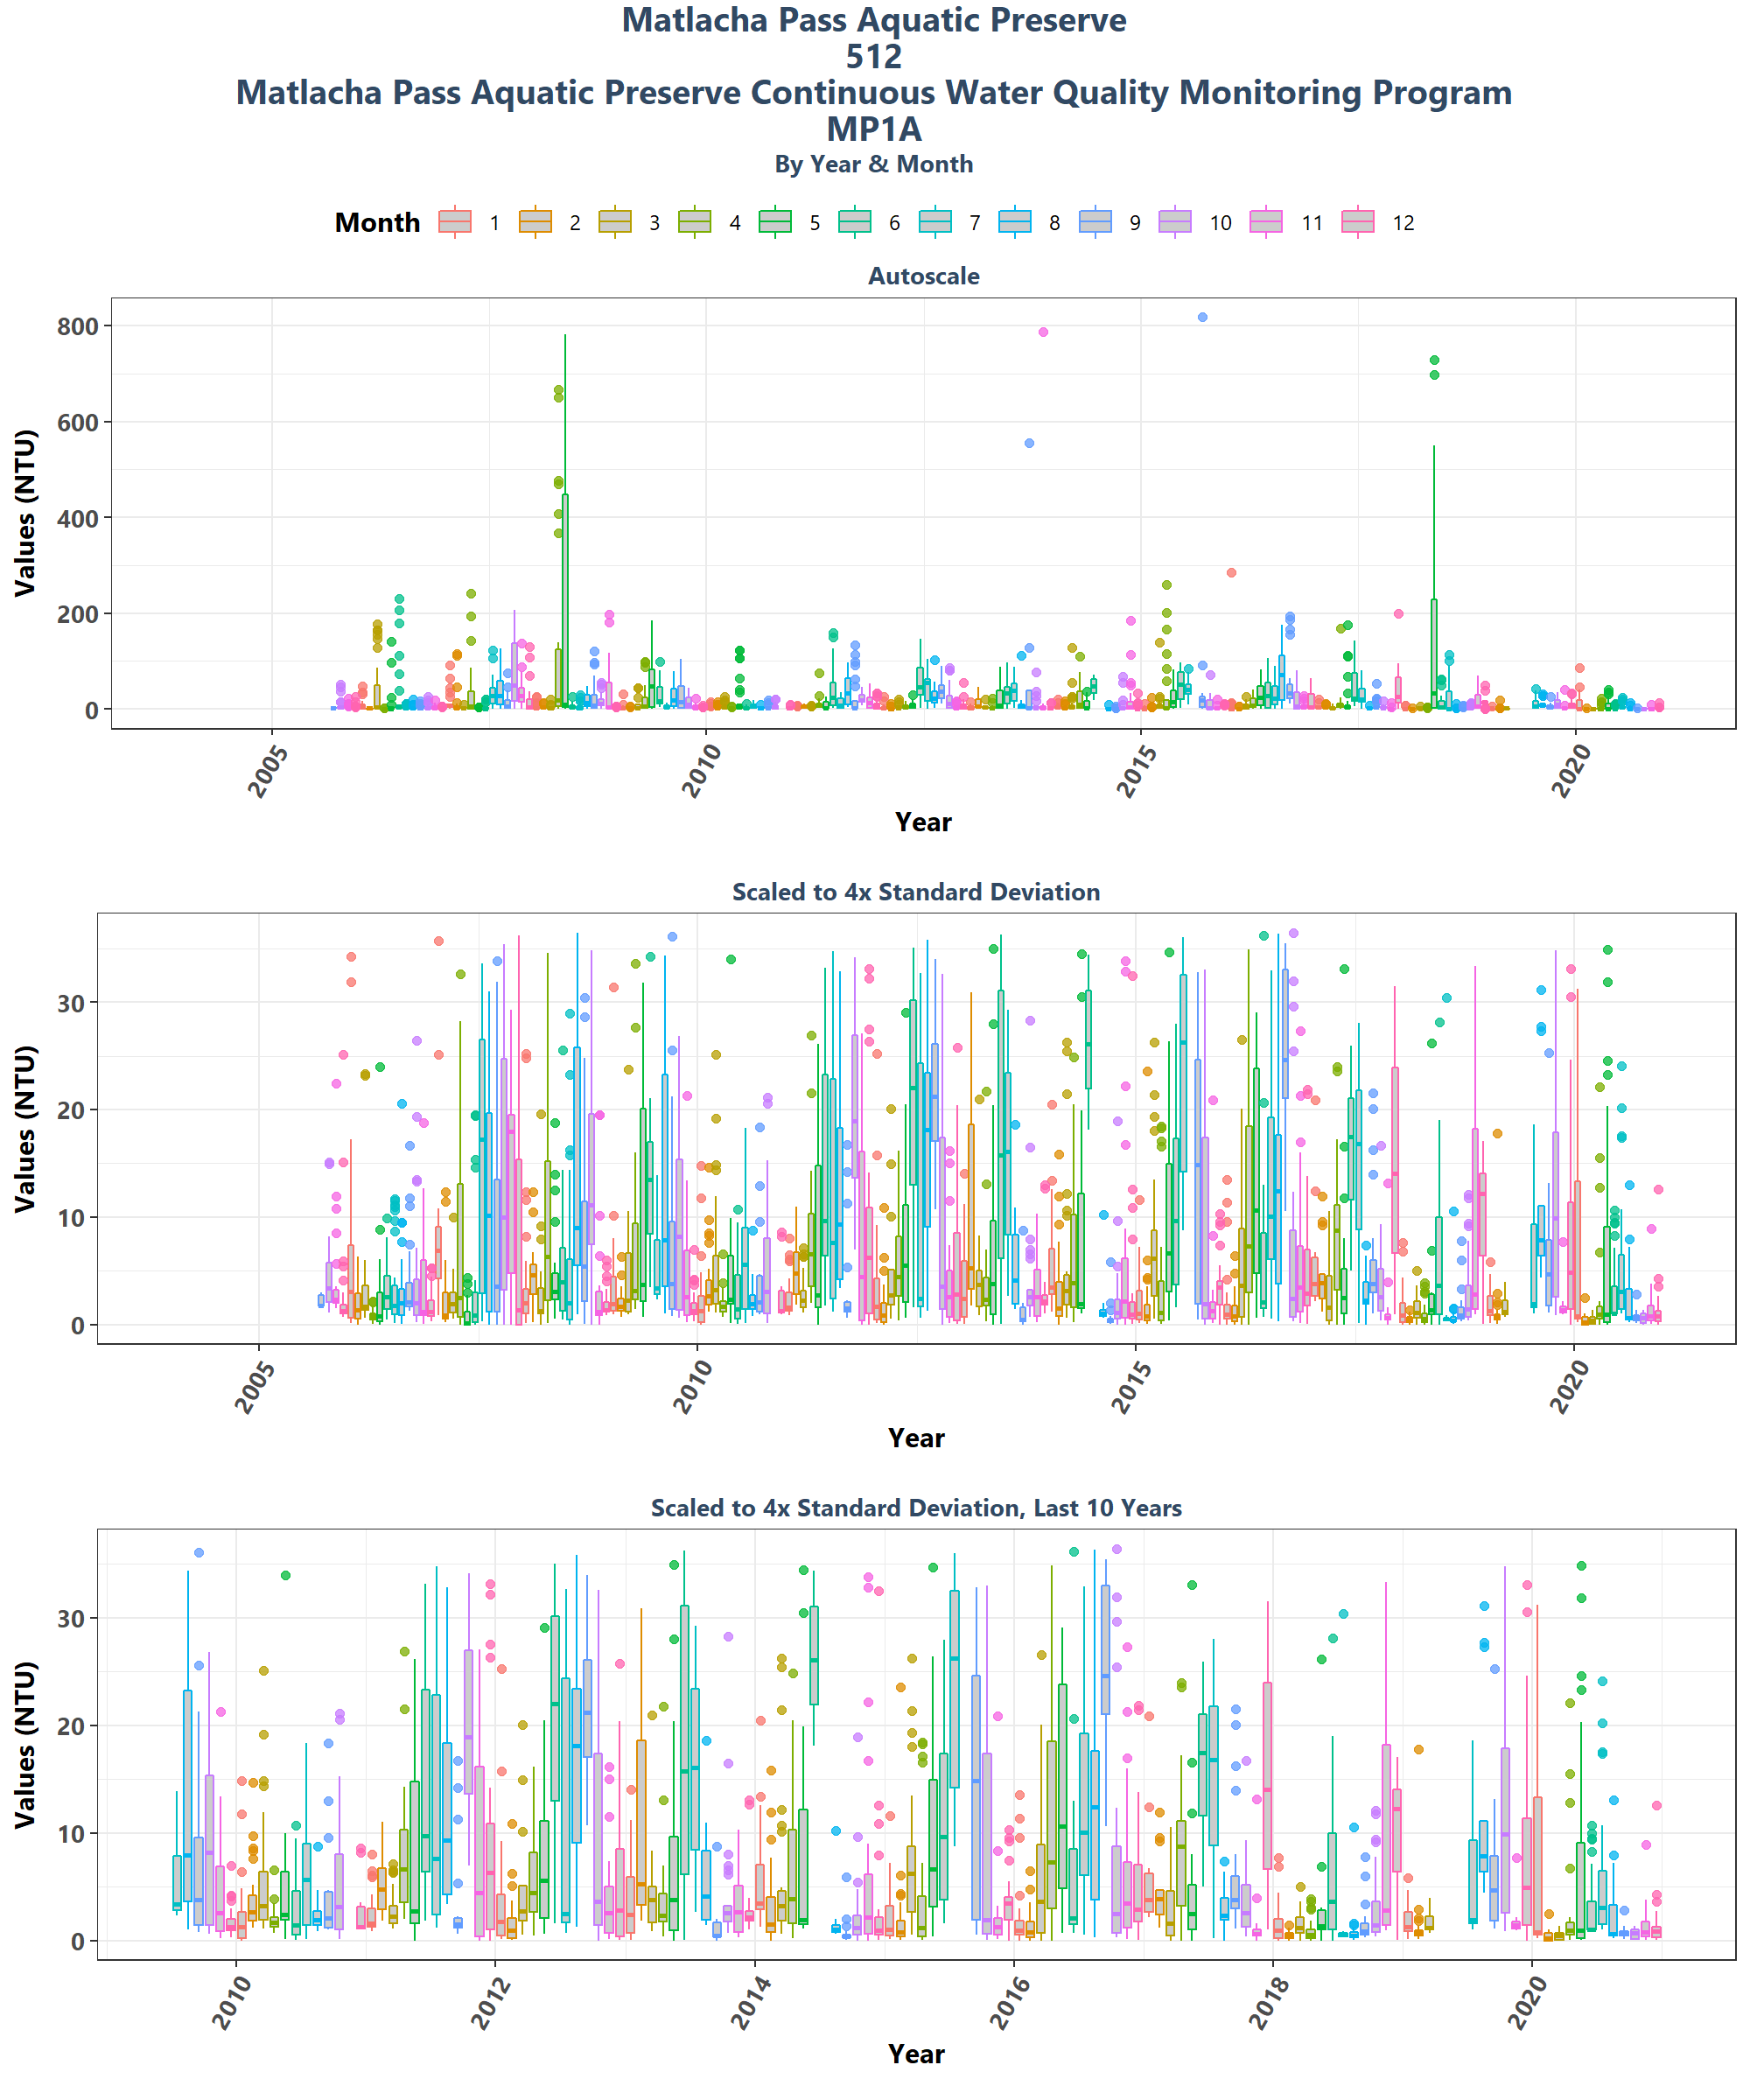 Matlacha Pass Aquatic Preserve
512
Matlacha Pass Aquatic Preserve Continuous Water Quality Monitoring Program
MP1A
By Year & Month
Month 1 2 3 4 5 6 7 8 9 10 11 12
Autoscale
Values (NTU)
800
600
400
200
0
2005 2010 2015 2020
Year
Scaled to 4x Standard Deviation
Values (NTU)
30
20
10
0
2005 2010 2015 2020
Year
Scaled to 4x Standard Deviation, Last 10 Years
Values (NTU)
30
20
10
0
2010 2012 2014 2016 2018 2020
Year